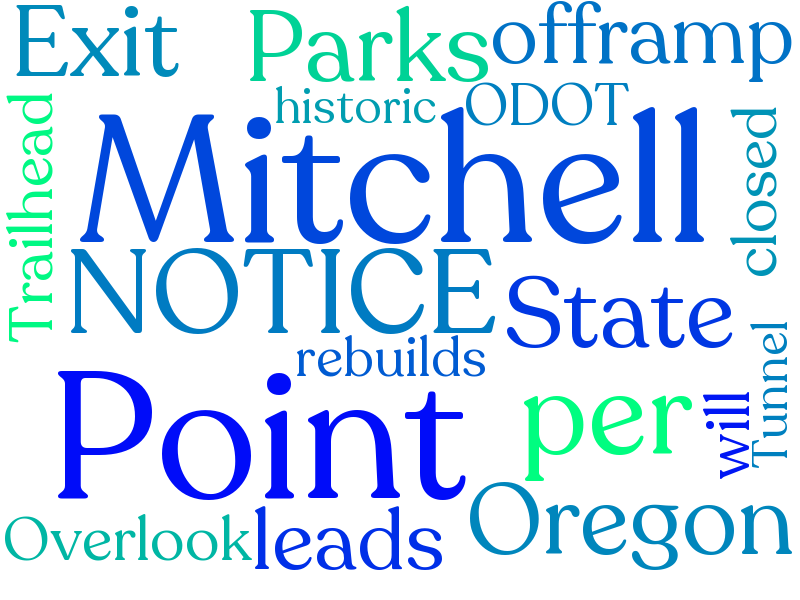 Exit
Parks
offramp
historic
ODOT
Trailhead
Mitchell
closed
NOTICE
State
rebuilds
Point
per
will
Tunnel
Overlook
leads
Oregon